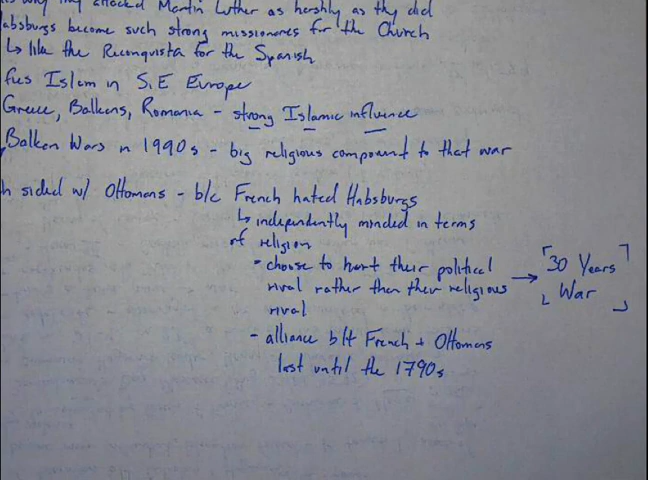 why they attacked Martin Luther as harshly as they did
absburgs become such strong missionares for the Church
↳ like the Reconquista for the Spanish
fies Islam in S.E Europe
Greece, Balkans, Romania - strong Islamic influence
Balkan Wars in 1990s - big religious component to that war
h sided w/ Ottomans - b/c French hated Habsburgs
↳ independently minded in terms
of religion
- choose to hurt their political
rival rather than their religious
rival
→ [30 Years
War]
- alliance b/t French + Ottomans
last until the 1790s